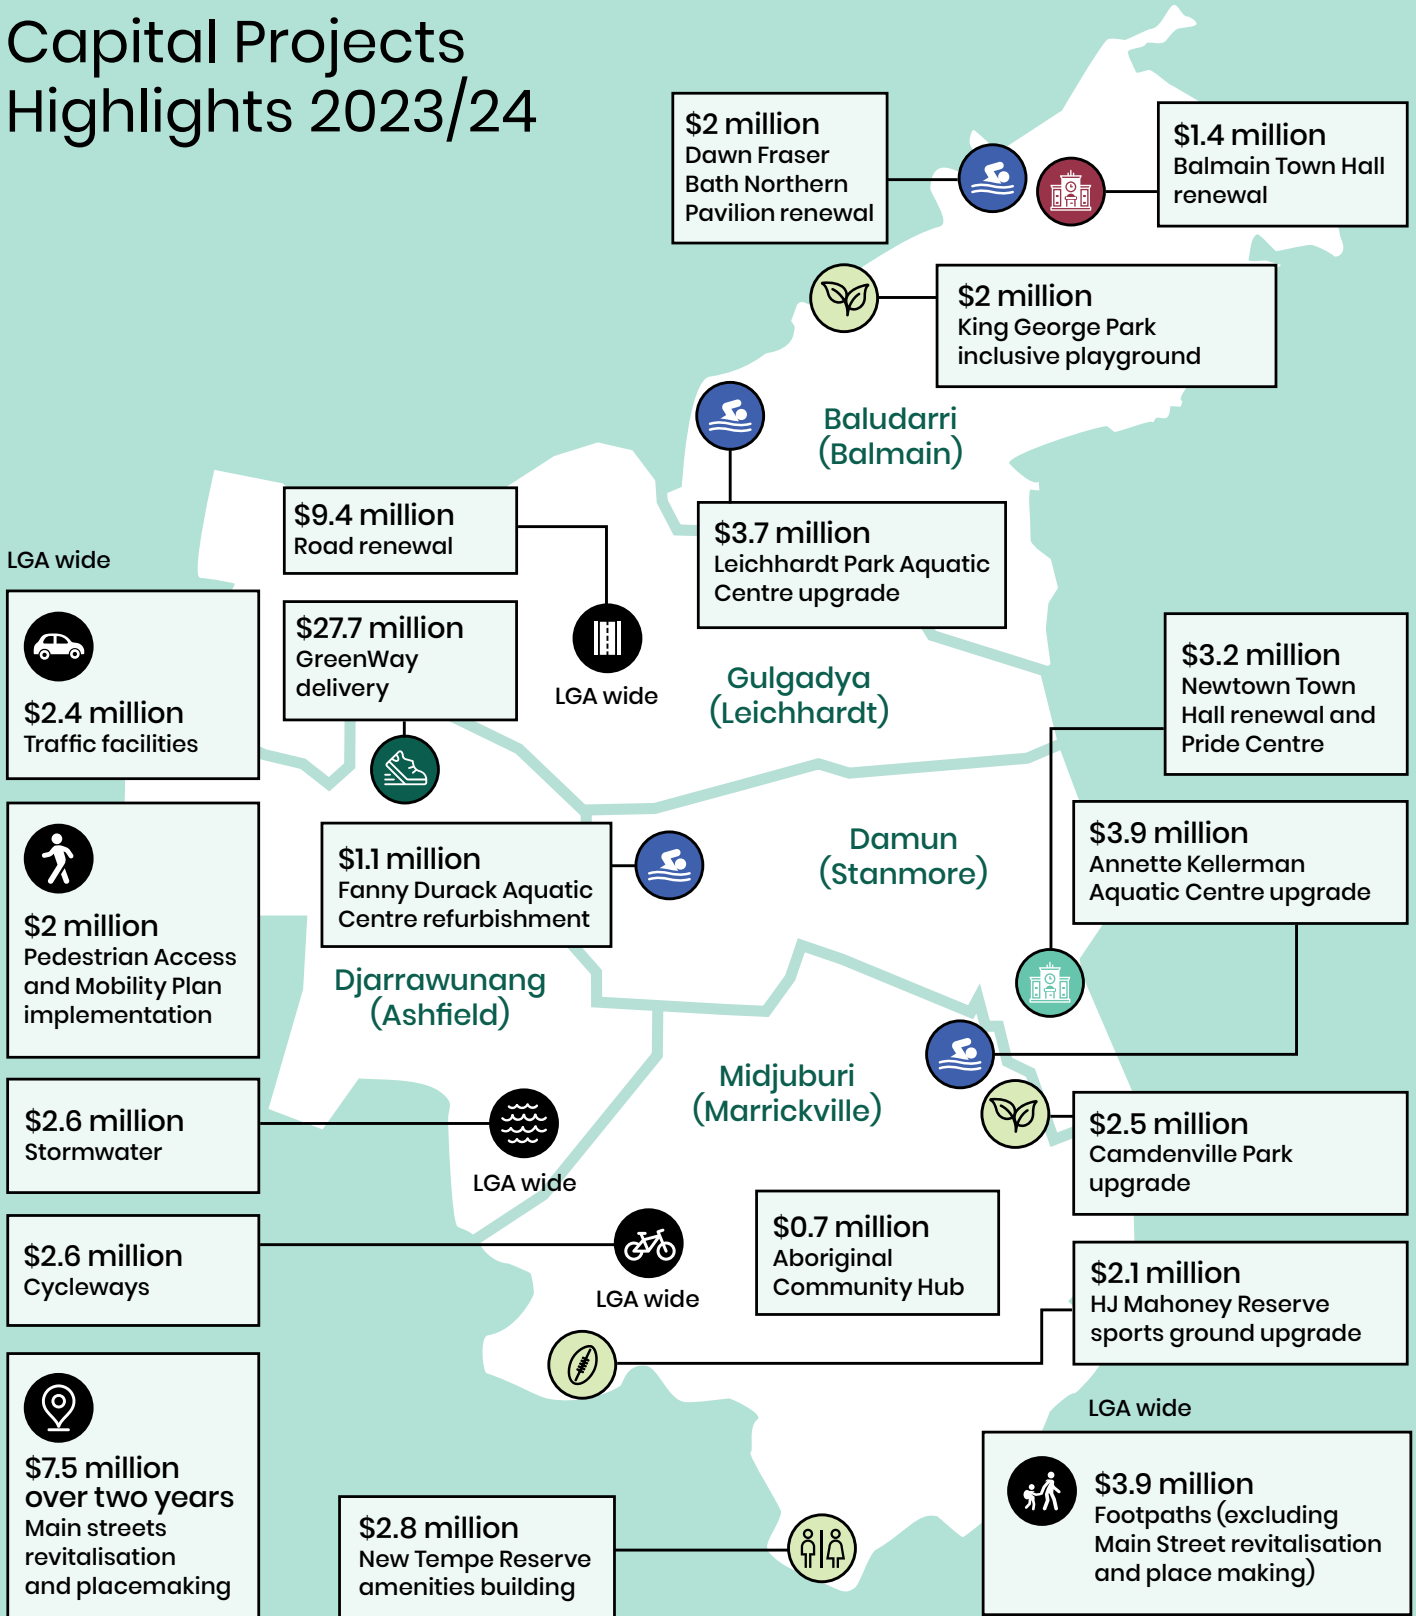 Capital Projects
Highlights 2023/24
$2 million
Dawn Fraser
Bath Northern
Pavilion renewal
$1.4 million
Balmain Town Hall
renewal
$2 million
King George Park
inclusive playground
Baludarri
(Balmain)
$9.4 million
Road renewal
LGA wide
$3.7 million
Leichhardt Park Aquatic
Centre upgrade
LGA wide
$2.4 million
Traffic facilities
$27.7 million
GreenWay
delivery
Gulgadya
(Leichhardt)
$3.2 million
Newtown Town
Hall renewal and
Pride Centre
$2 million
Pedestrian Access
and Mobility Plan
implementation
$1.1 million
Fanny Durack Aquatic
Centre refurbishment
Damun
(Stanmore)
$3.9 million
Annette Kellerman
Aquatic Centre upgrade
Djarrawunang
(Ashfield)
Midjuburi
(Marrickville)
$2.6 million
Stormwater
LGA wide
$2.5 million
Camdenville Park
upgrade
$2.6 million
Cycleways
LGA wide
$0.7 million
Aboriginal
Community Hub
$2.1 million
HJ Mahoney Reserve
sports ground upgrade
$7.5 million
over two years
Main streets
revitalisation
and placemaking
$2.8 million
New Tempe Reserve
amenities building
LGA wide
$3.9 million
Footpaths (excluding
Main Street revitalisation
and place making)